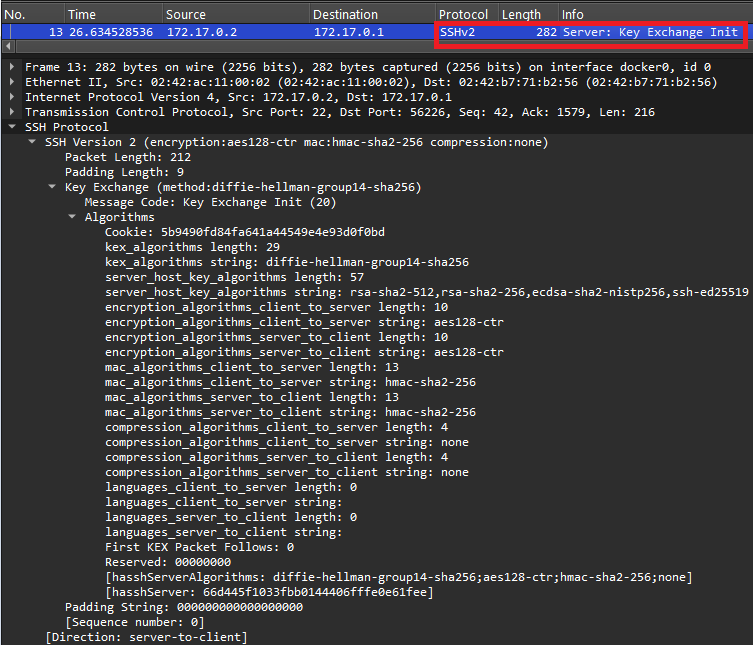 No. Time Source Destination Protocol Length Info
13 26.634528536 172.17.0.2 172.17.0.1 SSHv2 282 Server: Key Exchange Init
Frame 13: 282 bytes on wire (2256 bits), 282 bytes captured (2256 bits) on interface docker0, id 0
Ethernet II, Src: 02:42:ac:11:00:02 (02:42:ac:11:00:02), Dst: 02:42:b7:71:b2:56 (02:42:b7:71:b2:56)
Internet Protocol Version 4, Src: 172.17.0.2, Dst: 172.17.0.1
Transmission Control Protocol, Src Port: 22, Dst Port: 56226, Seq: 42, Ack: 1579, Len: 216
SSH Protocol
SSH Version 2 (encryption:aes128-ctr mac:hmac-sha2-256 compression:none)
Packet Length: 212
Padding Length: 9
Key Exchange (method:diffie-hellman-group14-sha256)
Message Code: Key Exchange Init (20)
Algorithms
Cookie: 5b9490fd84fa641a44549e4e93d0f0bd
kex_algorithms length: 29
kex_algorithms string: diffie-hellman-group14-sha256
server_host_key_algorithms length: 57
server_host_key_algorithms string: rsa-sha2-512,rsa-sha2-256,ecdsa-sha2-nistp256,ssh-ed25519
encryption_algorithms_client_to_server length: 10
encryption_algorithms_client_to_server string: aes128-ctr
encryption_algorithms_server_to_client length: 10
encryption_algorithms_server_to_client string: aes128-ctr
mac_algorithms_client_to_server length: 13
mac_algorithms_client_to_server string: hmac-sha2-256
mac_algorithms_server_to_client length: 13
mac_algorithms_server_to_client string: hmac-sha2-256
compression_algorithms_client_to_server length: 4
compression_algorithms_client_to_server string: none
compression_algorithms_server_to_client length: 4
compression_algorithms_server_to_client string: none
languages_client_to_server length: 0
languages_client_to_server string:
languages_server_to_client length: 0
languages_server_to_client string:
First KEX Packet Follows: 0
Reserved: 00000000
[hasshServerAlgorithms: diffie-hellman-group14-sha256;aes128-ctr;hmac-sha2-256;none]
[hasshServer: 66d445f1033fbb0144406fffe0e61fee]
Padding String: 000000000000000000
[Sequence number: 0]
[Direction: server-to-client]